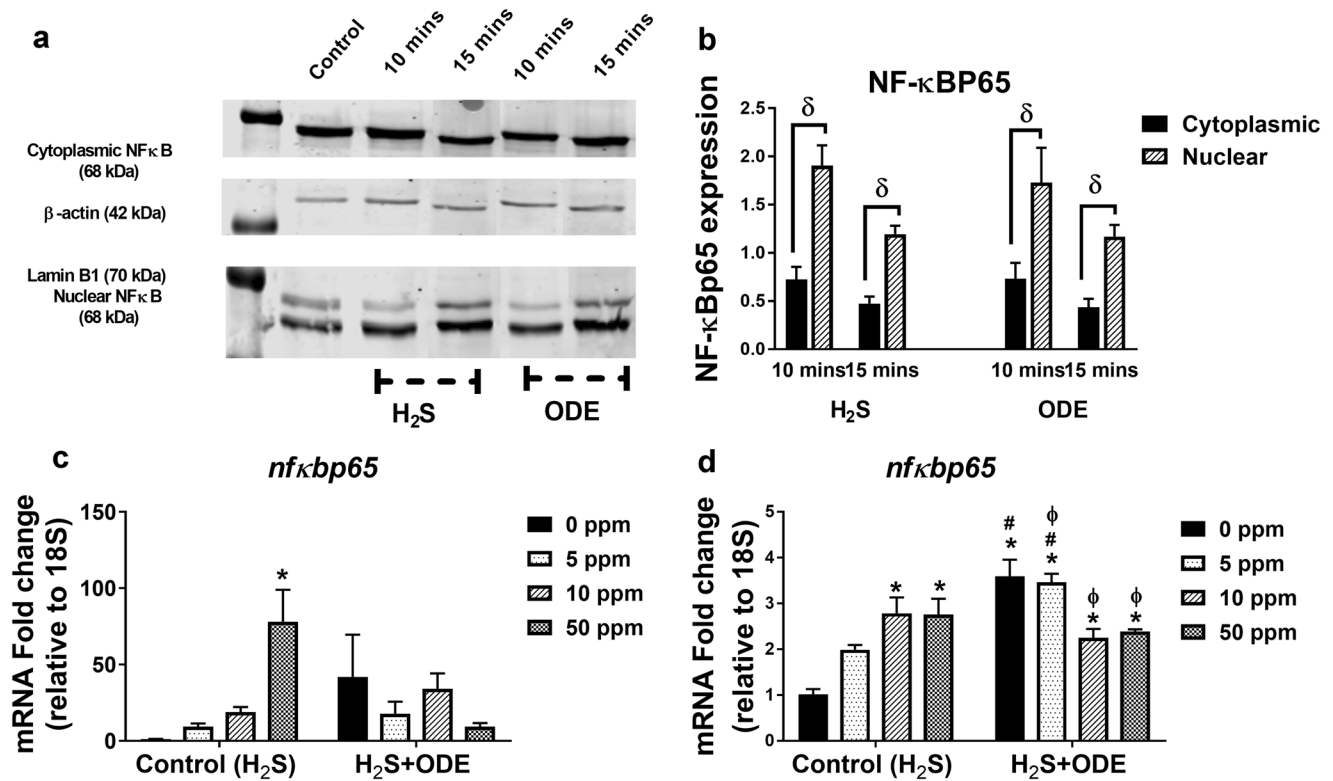 a
Control
10 mins
15 mins
10 mins
15 mins
Cytoplasmic NFκB
(68 kDa)
β-actin (42 kDa)
Lamin B1 (70 kDa)
Nuclear NFκB
(68 kDa)
H₂S
ODE
b
NF-κBP65
NF-κBp65 expression
2.5
2.0
1.5
1.0
0.5
0.0
δ
δ
δ
δ
Cytoplasmic
Nuclear
10 mins
15 mins
10 mins
15 mins
H₂S
ODE
c
nfκbp65
mRNA Fold change
(relative to 18S)
150
100
50
0
*
0 ppm
5 ppm
10 ppm
50 ppm
Control (H₂S)
H₂S+ODE
d
nfκbp65
mRNA Fold change
(relative to 18S)
5
4
3
2
1
0
*
*
#
*
ϕ
#
*
ϕ
*
ϕ
*
0 ppm
5 ppm
10 ppm
50 ppm
Control (H₂S)
H₂S+ODE